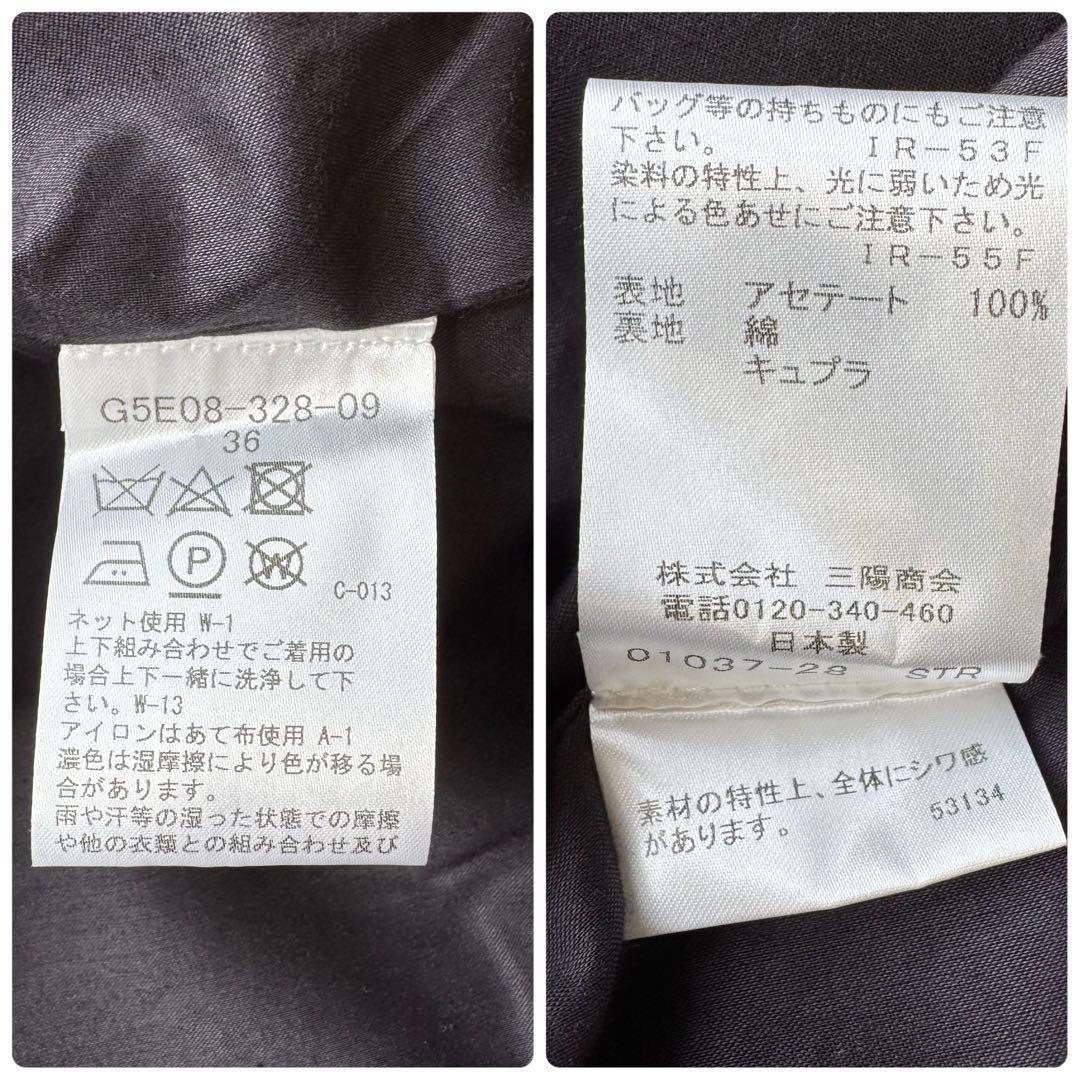 G5E08-328-09
36
P
W
C-013
ネット使用 W-1
上下組み合わせでご着用の
場合上下一緒に洗浄して下
さい。W-13
アイロンはあて布使用 A-1
濃色は湿摩擦により色が移る場
合があります。
雨や汗等の湿った状態での摩擦
や他の衣類との組み合わせ及び
バッグ等の持ちものにもご注意
下さい。 IR-53F
染料の特性上、光に弱いため光
による色あせにご注意下さい。
IR-55F
表地 アセテート 100%
裏地 綿
キュプラ
株式会社 三陽商会
電話0120-340-460
日本製
01037-28 STR
素材の特性上、全体にシワ感
があります。 53134